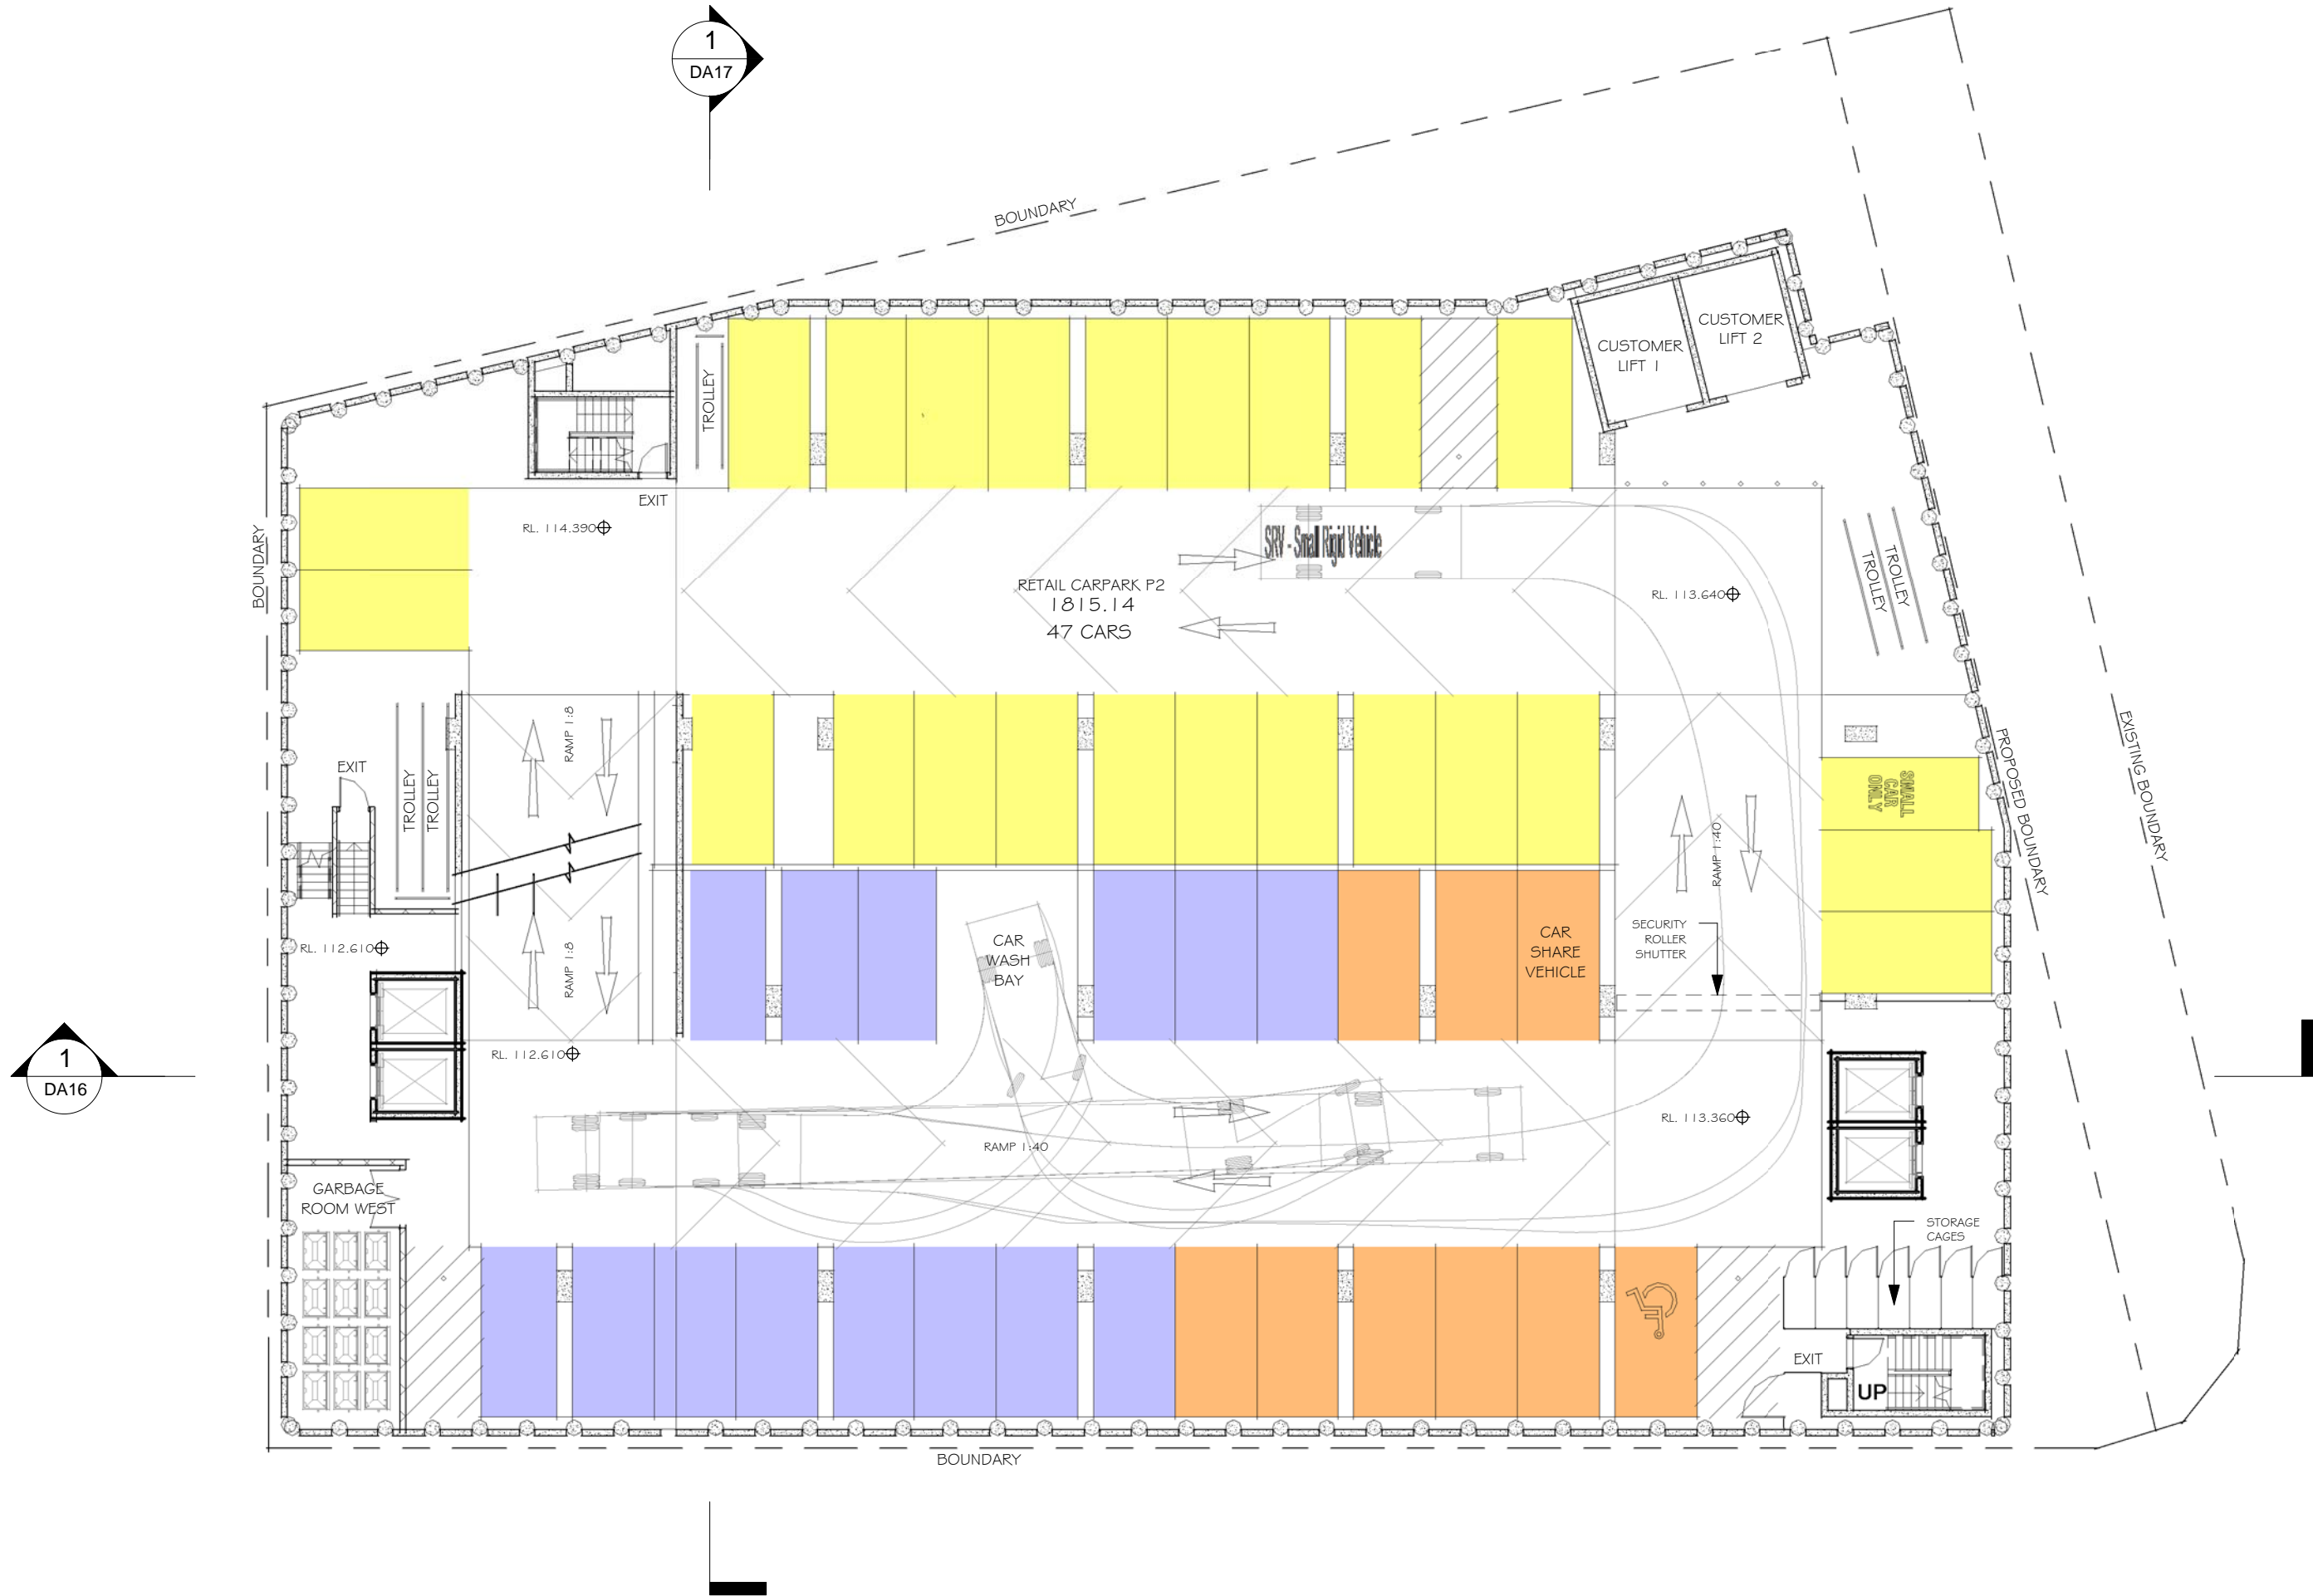 1
DA17
BOUNDARY
CUSTOMER
LIFT 2
CUSTOMER
LIFT 1
TROLLEY
EXIT
RL. 114.390
SRV - Small Rigid Vehicle
BOUNDARY
RETAIL CARPARK P2
1815.14
47 CARS
RL. 113.640
TROLLEY
TROLLEY
RAMP 1:8
EXIT
TROLLEY
TROLLEY
SMALL
CAR
ONLY
PROPOSED BOUNDARY
EXISTING BOUNDARY
RAMP 1:40
RL. 112.610
RAMP 1:8
CAR
WASH
BAY
CAR
SHARE
VEHICLE
SECURITY
ROLLER
SHUTTER
1
DA16
RL. 112.610
RAMP 1:40
RL. 113.360
GARBAGE
ROOM WEST
STORAGE
CAGES
EXIT
UP
BOUNDARY